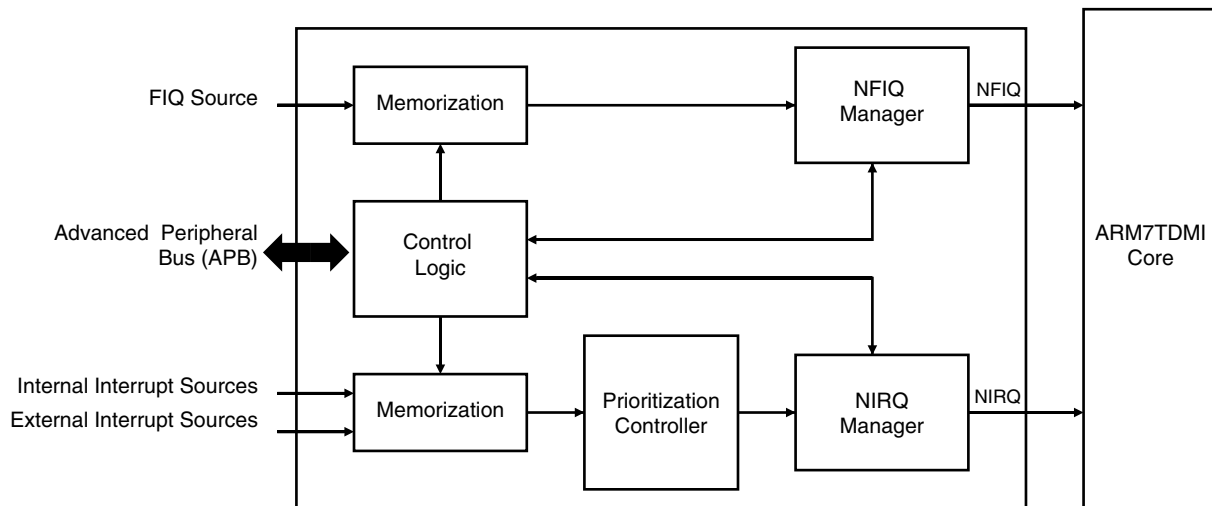 FIQ Source
Memorization
NFIQ
Manager
NFIQ
Advanced Peripheral
Bus (APB)
Control
Logic
ARM7TDMI
Core
Internal Interrupt Sources
External Interrupt Sources
Memorization
Prioritization
Controller
NIRQ
Manager
NIRQ